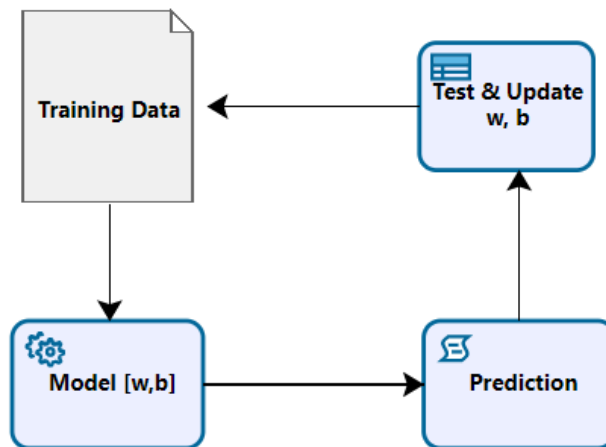 Training Data
Test & Update
w, b
Model [w,b]
Prediction